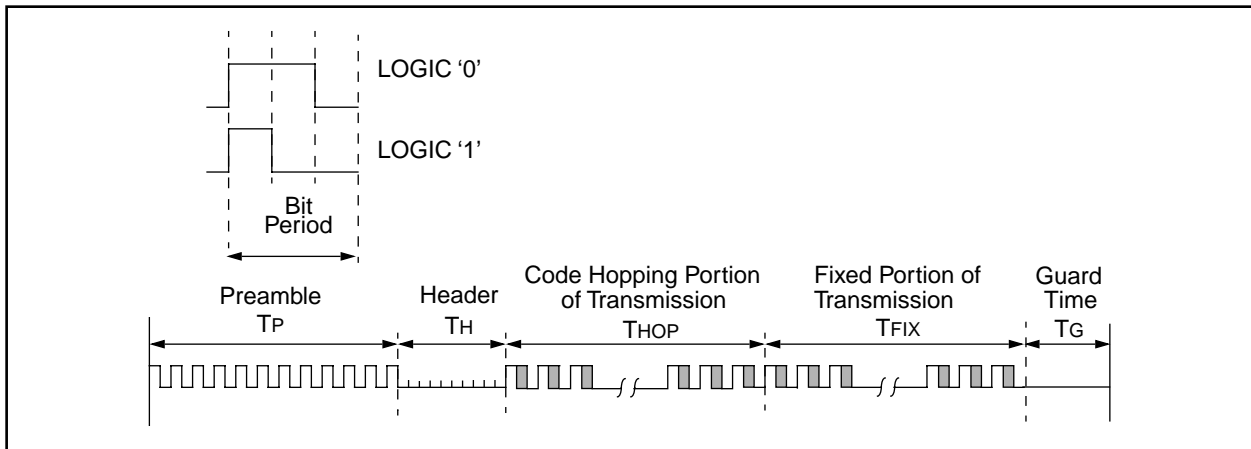 LOGIC ‘0’
LOGIC ‘1’
Bit
Period
Preamble
TP
Header
TH
Code Hopping Portion
of Transmission
THOP
Fixed Portion of
Transmission
TFIX
Guard
Time
TG